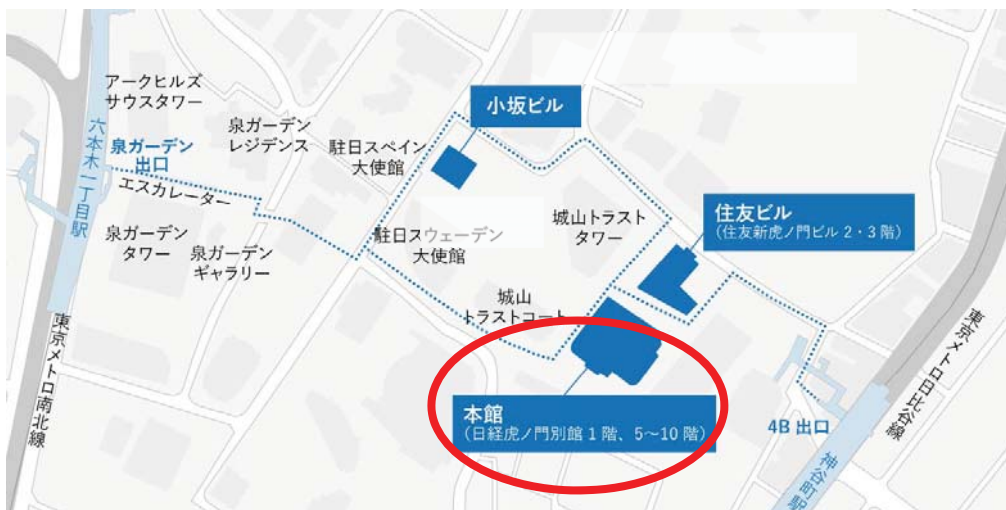 アークヒルズ
サウスタワー
六本木一丁目駅
泉ガーデン
出口
エスカレーター
泉ガーデン
レジデンス
駐日スペイン
大使館
小坂ビル
泉ガーデン
タワー
泉ガーデン
ギャラリー
駐日スウェーデン
大使館
城山トラスト
タワー
住友ビル
（住友新虎ノ門ビル 2・3 階）
城山
トラストコート
本館
（日経虎ノ門別館 1 階、5～10 階）
4B 出口
東京メトロ南北線
東京メトロ日比谷線
神谷町駅